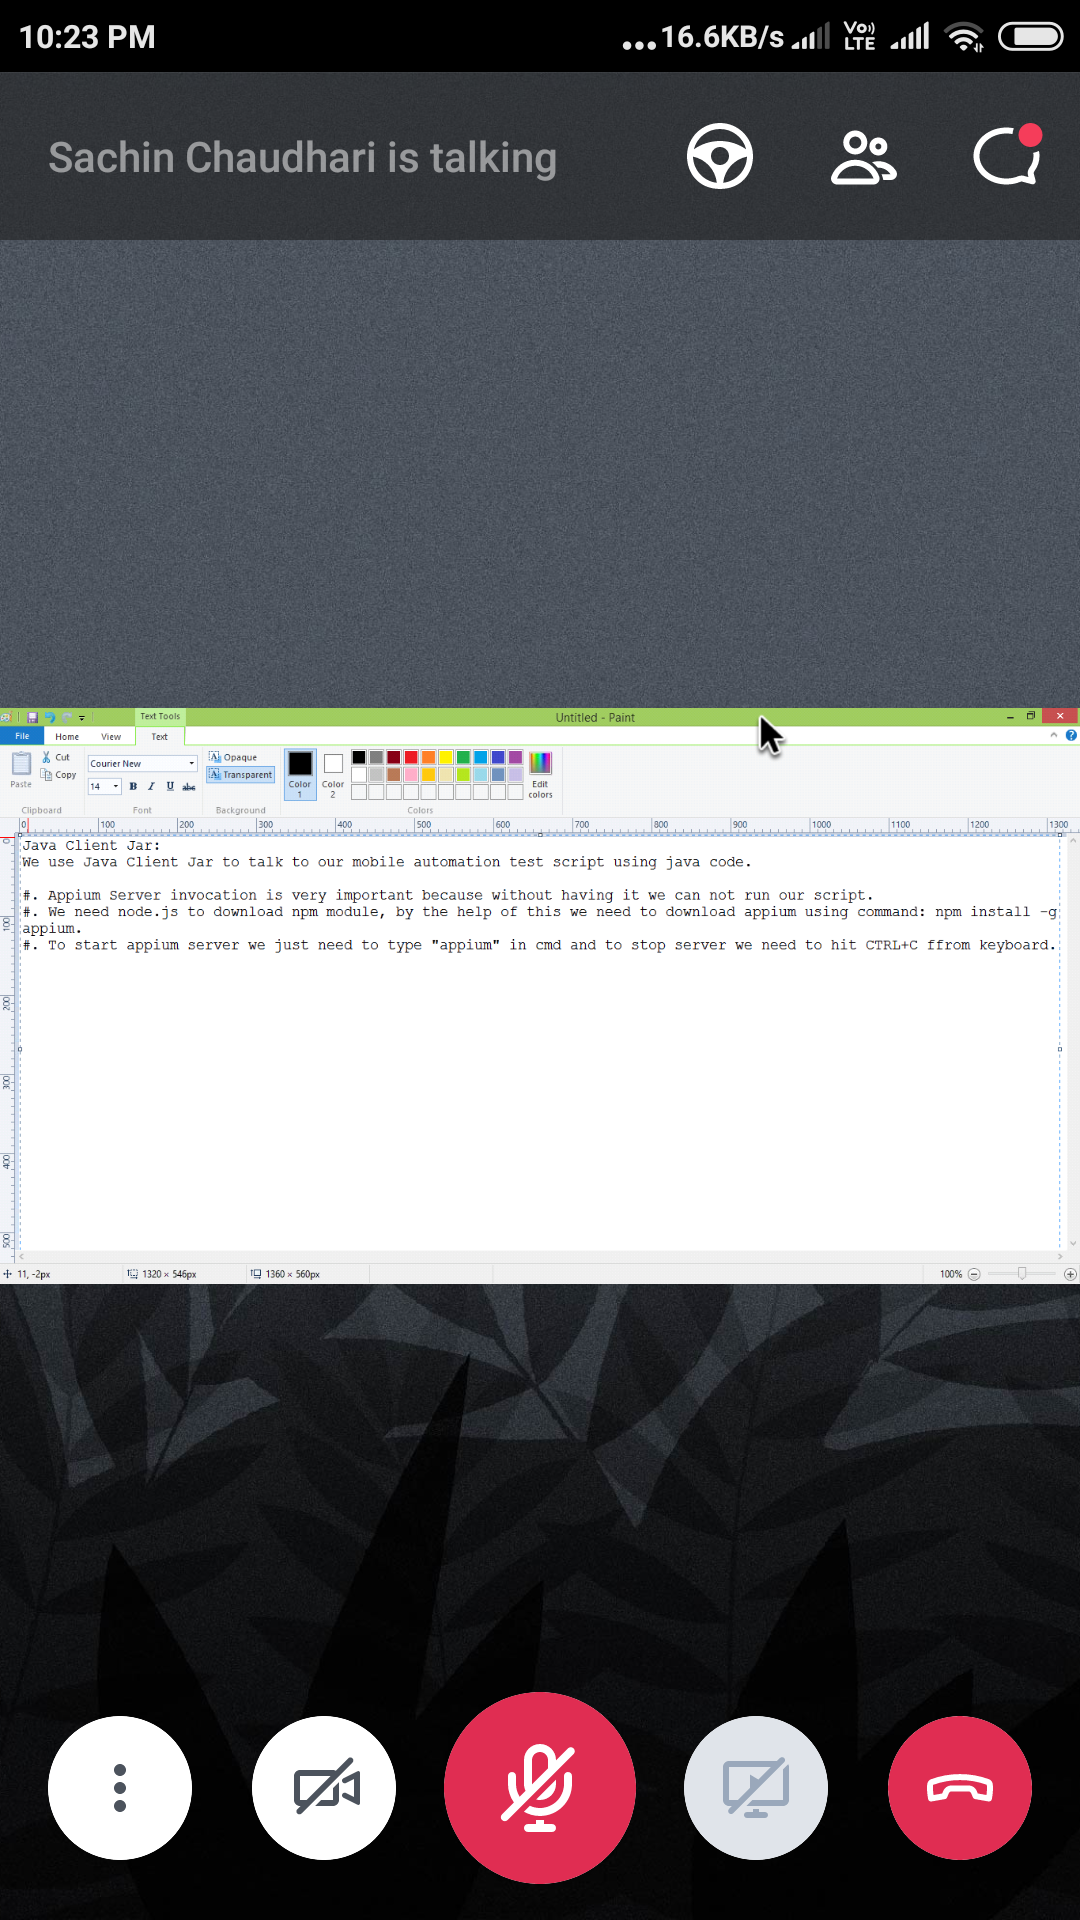 10:23 PM
...16.6KB/s Vo)) LTE
Sachin Chaudhari is talking
Text Tools
Untitled - Paint
File Home View Text
Paste Cut Copy
Clipboard
Courier New
14 B I U abc
Font
Opaque
Transparent
Background
Color 1 Color 2
Edit colors
Colors
0 100 200 300 400 500 600 700 800 900 1000 1100 1200 1300
0 100 200 300 400 500
Java Client Jar:
We use Java Client Jar to talk to our mobile automation test script using java code.
#. Appium Server invocation is very important because without having it we can not run our script.
#. We need node.js to download npm module, by the help of this we need to download appium using command: npm install -g
appium.
#. To start appium server we just need to type "appium" in cmd and to stop server we need to hit CTRL+C ffrom keyboard.
11, -2px 1320 × 546px 1360 × 560px 100%